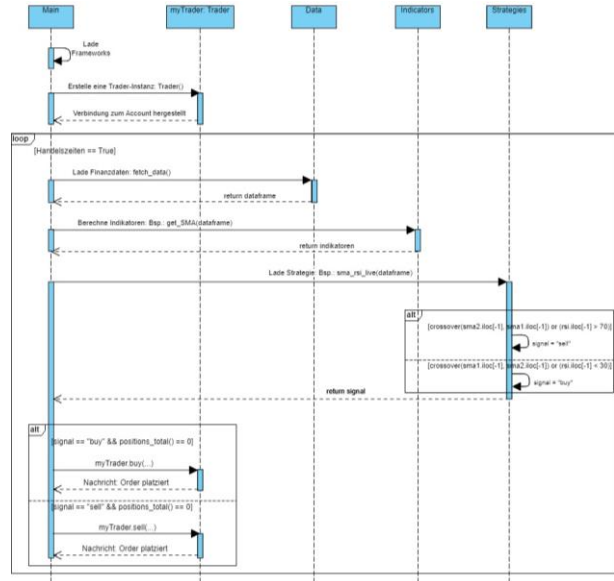 Main
myTrader: Trader
Data
Indicators
Strategies
Lade
Frameworks
Erstelle eine Trader-Instanz: Trader()
Verbindung zum Account hergestellt
loop
[Handelszeiten == True]
Lade Finanzdaten: fetch_data()
return dataframe
Berechne Indikatoren: Bsp.: get_SMA(dataframe)
return indikatoren
Lade Strategie: Bsp.: sma_rsi_live(dataframe)
alt
[crossover(sma2.iloc[-1], sma1.iloc[-1]) or (rsi.iloc[-1] > 70)]
signal = "sell"
[crossover(sma1.iloc[-1], sma2.iloc[-1]) or (rsi.iloc[-1] < 30)]
signal = "buy"
return signal
alt
[signal == "buy" && positions_total() == 0]
myTrader.buy(...)
Nachricht: Order platziert
[signal == "sell" && positions_total() == 0]
myTrader.sell(...)
Nachricht: Order platziert